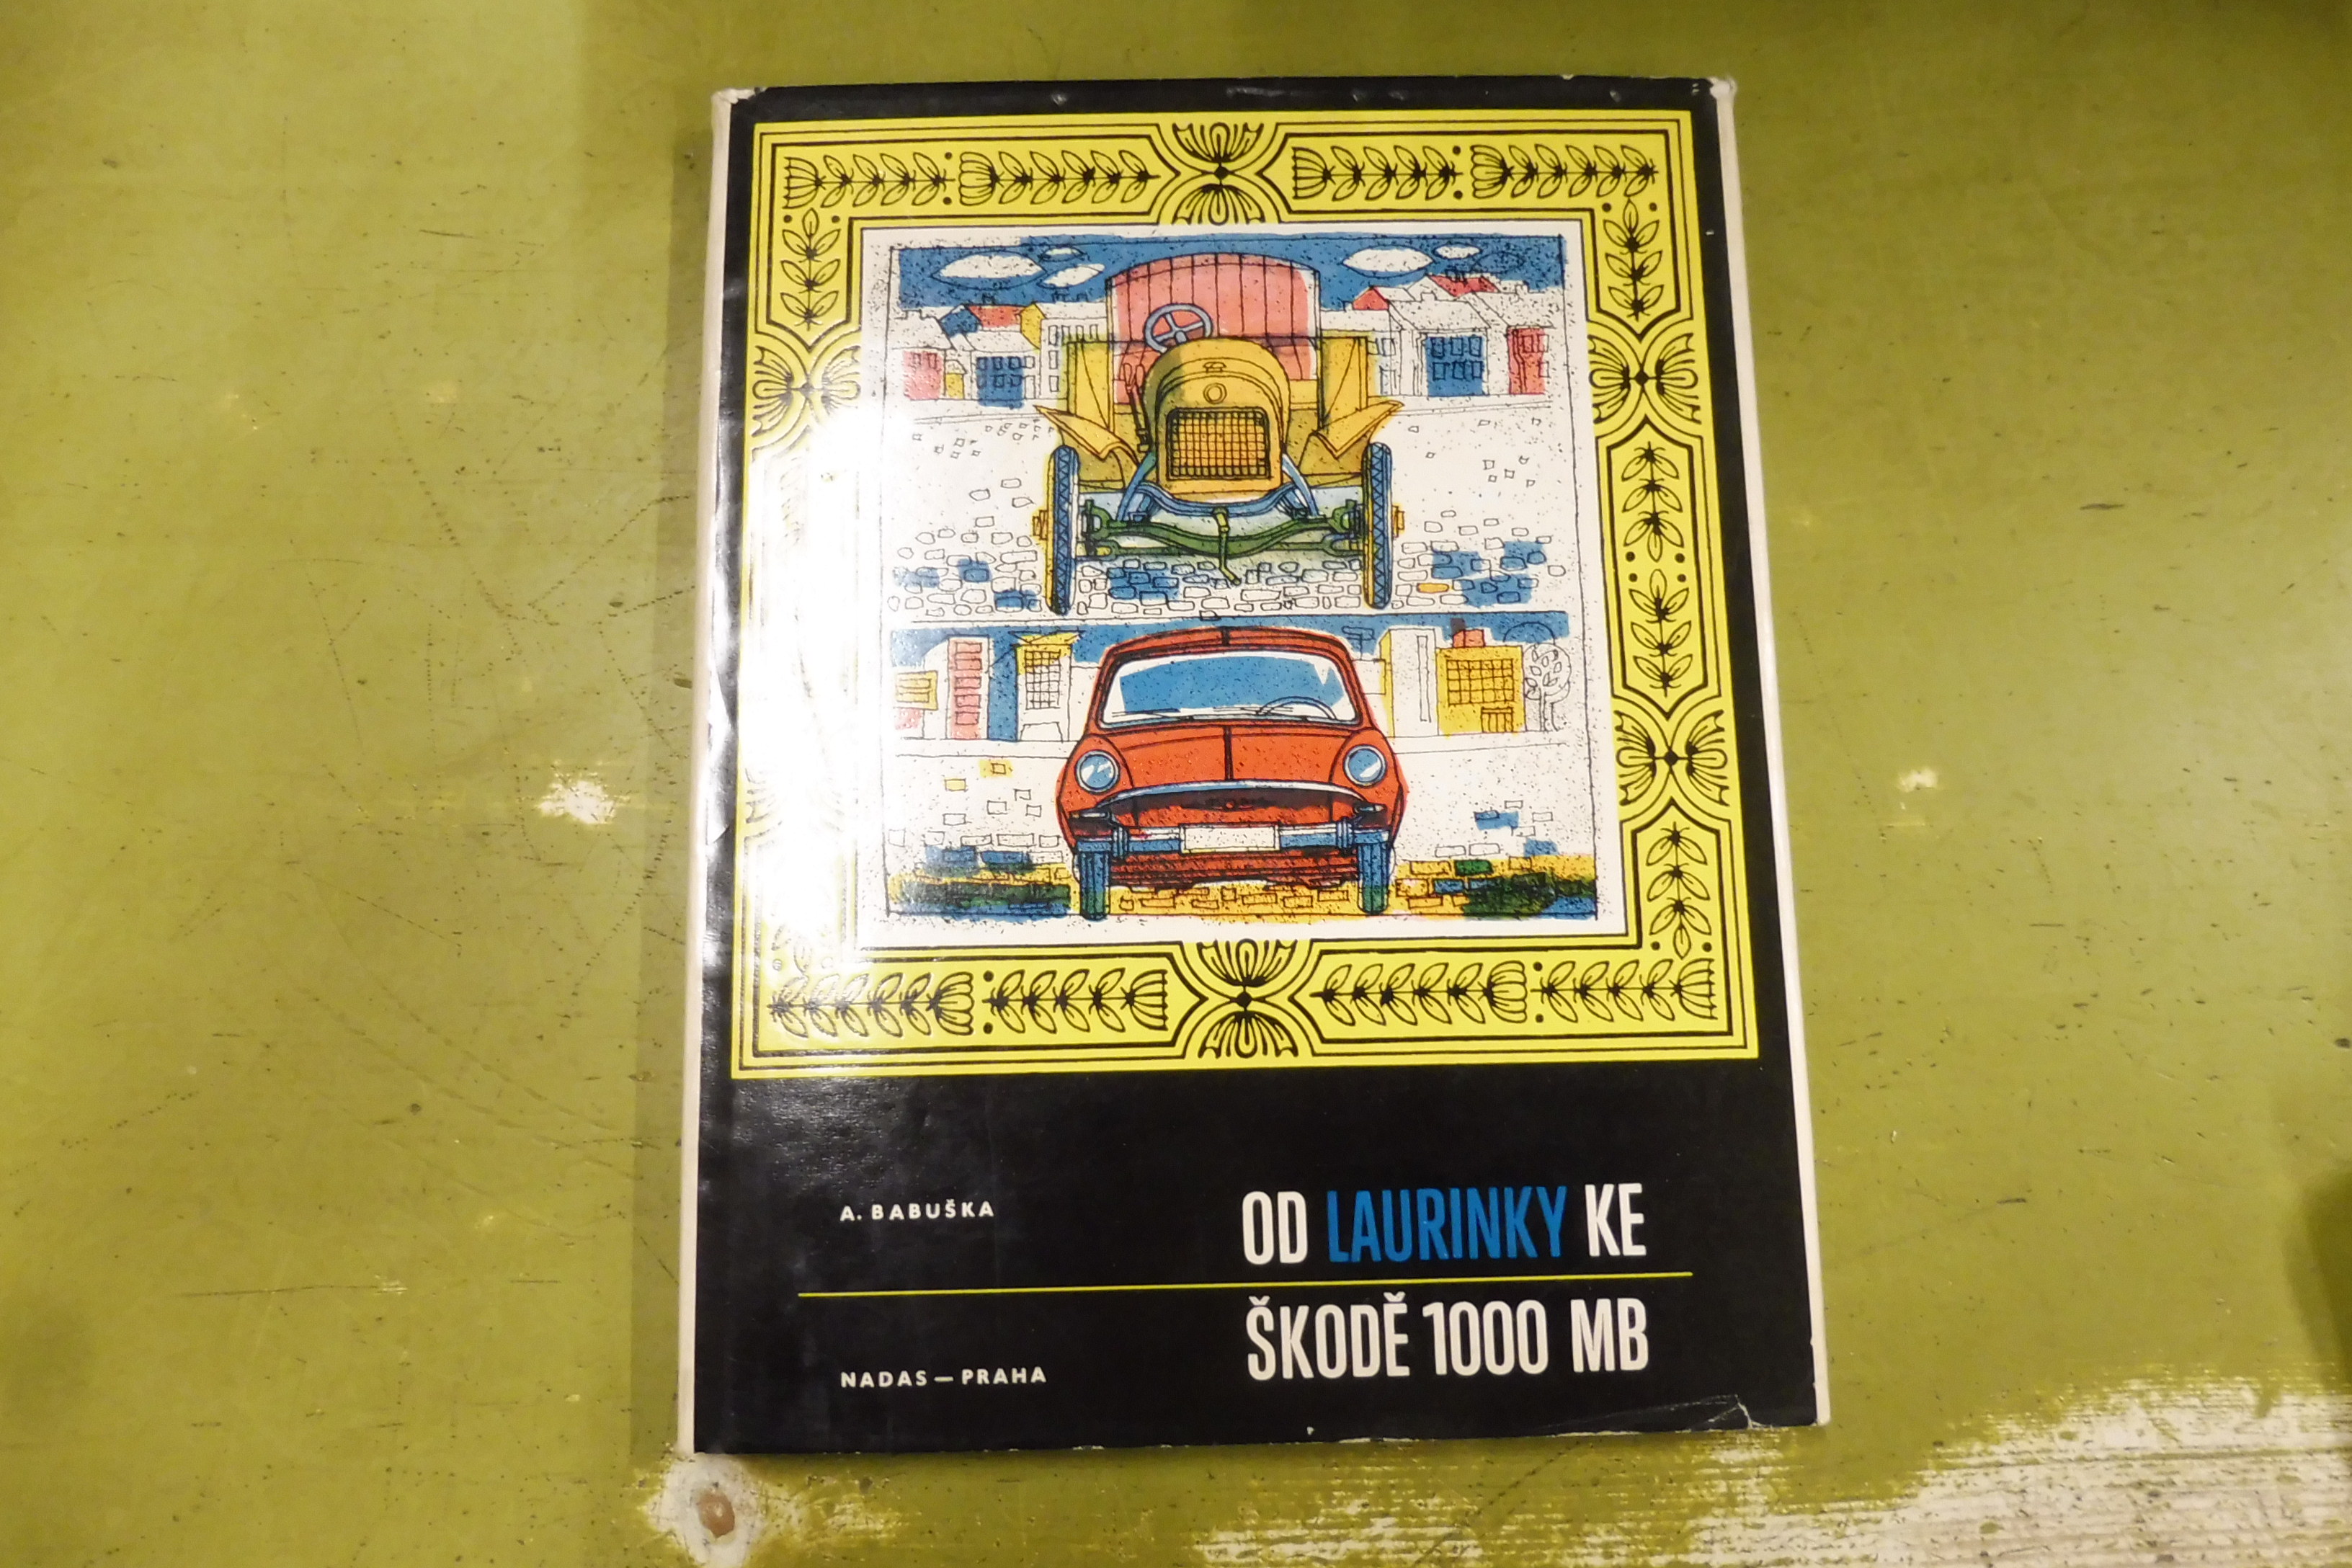 A. BABUŠKA
OD LAURINKY KE
ŠKODĚ 1000 MB
NADAS — PRAHA